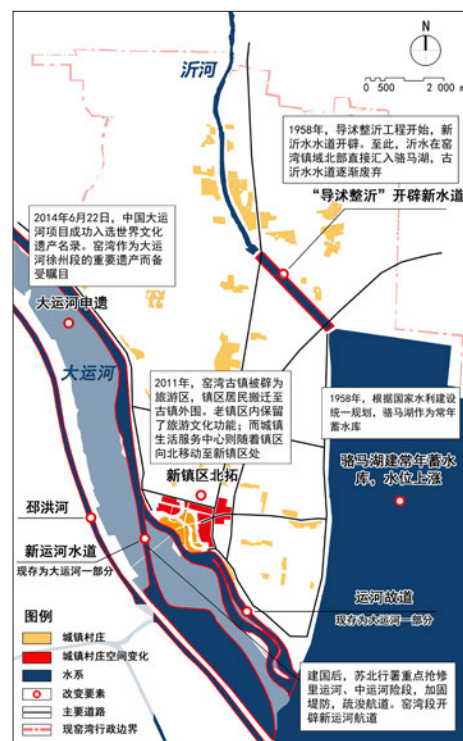 N
0 500 2 000 m
沂河
1958年，导沭整沂工程开始，新
沂水水道开辟。至此，沂水在窑
湾镇域北部直接汇入骆马湖，古
沂水水道逐渐废弃
“导沭整沂”开辟新水道
2014年6月22日，中国大运
河项目成功入选世界文化
遗产名录。窑湾作为大运
河徐州段的重要遗产而备
受瞩目
大运河申遗
大运河
2011年，窑湾古镇被辟为
旅游区，镇区居民搬迁至
古镇外围。老镇区内保留
了旅游文化功能；而城镇
生活服务中心则随着镇区
向北移动至新镇区处
1958年，根据国家水利建设
统一规划，骆马湖作为常年
蓄水库
新镇区北拓
骆马湖建常年蓄水
库，水位上涨
邳洪河
新运河水道
现存为大运河一部分
运河故道
现存为大运河一部分
图例
城镇村庄
城镇村庄空间变化
水系
改变要素
主要道路
现窑湾行政边界
建国后，苏北行署重点抢修
里运河、中运河险段，加固
堤防，疏浚航道。窑湾段开
辟新运河航道